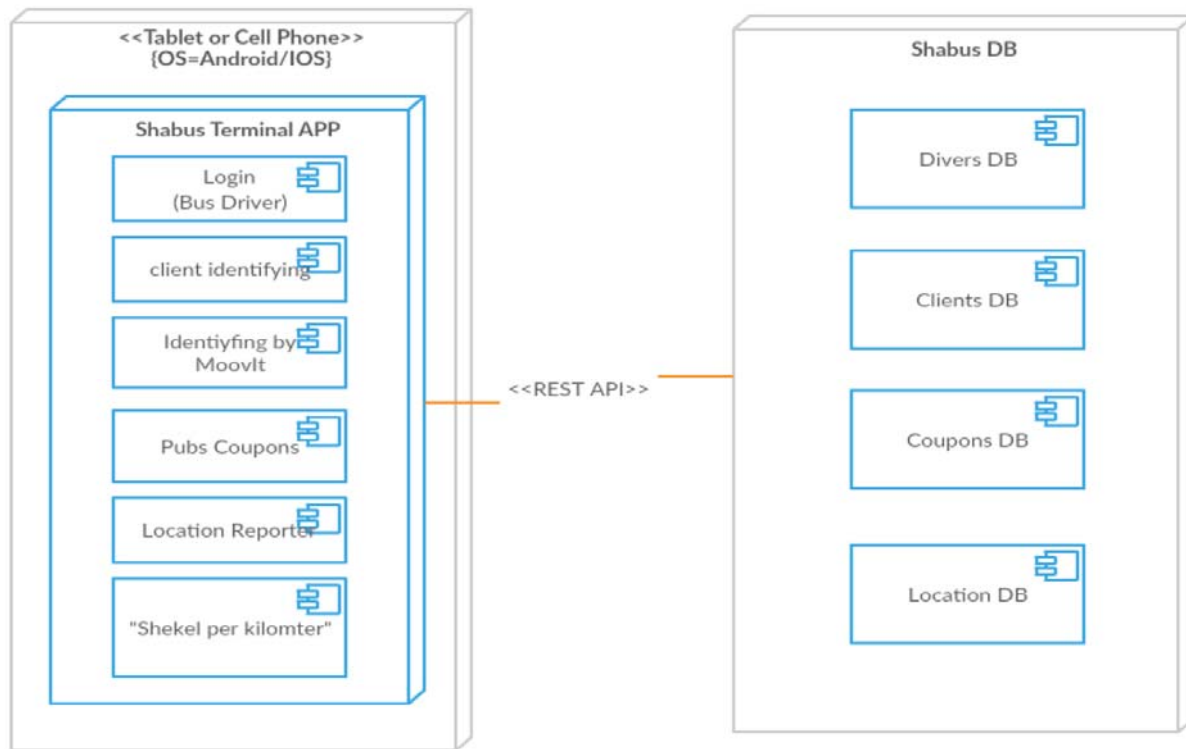 <<Tablet or Cell Phone>>
{OS=Android/IOS}
Shabus Terminal APP
Login
(Bus Driver)
client identifying
Identiyfing by
MoovIt
Pubs Coupons
Location Reporter
"Shekel per kilomter"
<<REST API>>
Shabus DB
Divers DB
Clients DB
Coupons DB
Location DB